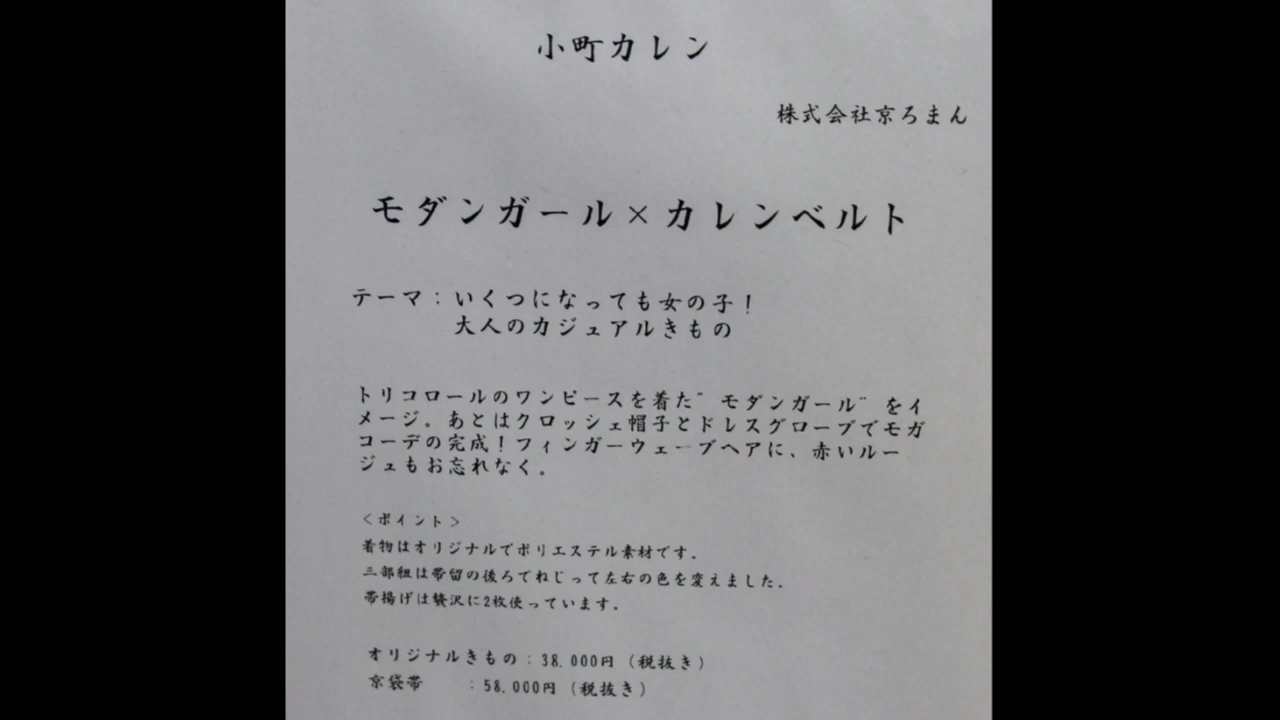 小町カレン
株式会社京ろまん
モダンガール×カレンベルト
テーマ：いくつになっても女の子！
大人のカジュアルきもの
トリコロールのワンピースを着た”モダンガール”をイ
メージ。あとはクロッシェ帽子とドレスグローブでモガ
コーデの完成！フィンガーウェーブヘアに、赤いルー
ジュもお忘れなく。
＜ポイント＞
着物はオリジナルでポリエステル素材です。
三部紐は帯留の後ろでねじって左右の色を変えました。
帯揚げは贅沢に2枚使っています。
オリジナルきもの：38,000円（税抜き）
京袋帯　　：58,000円（税抜き）